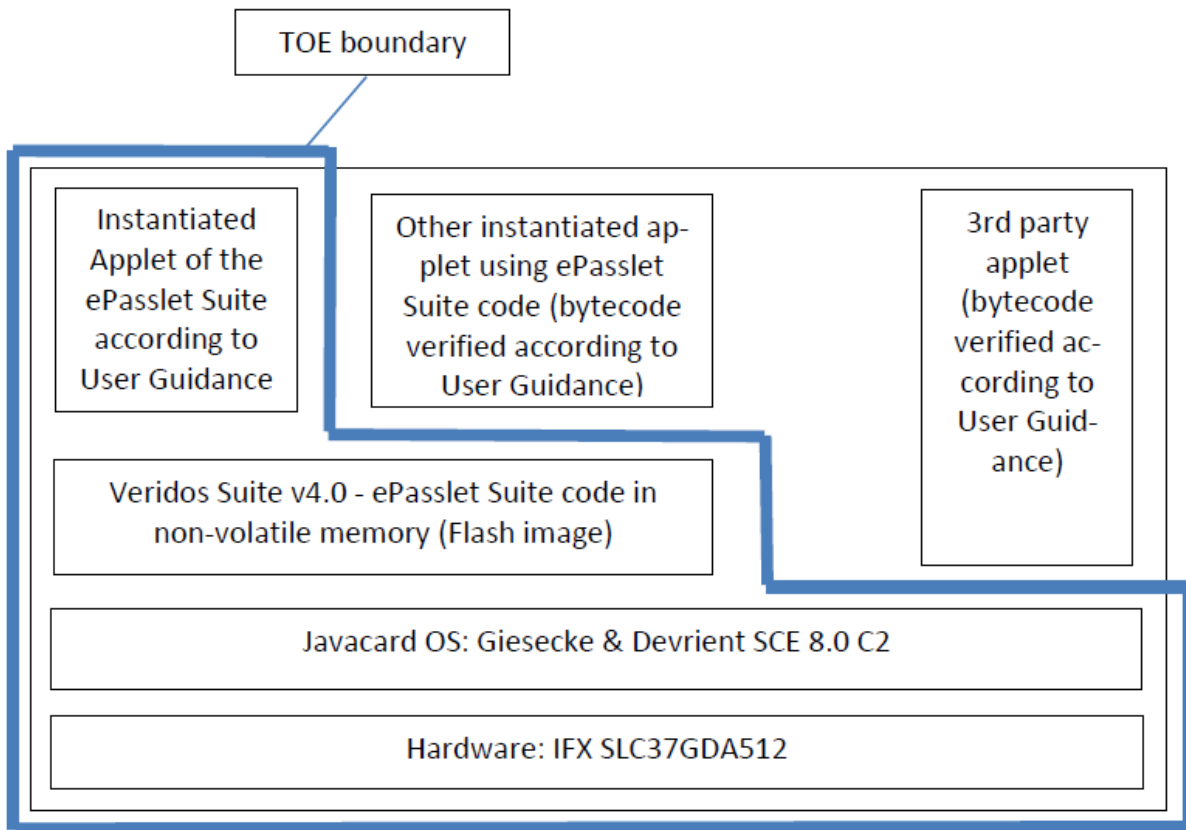 TOE boundary
Instantiated
Applet of the
ePasslet Suite
according to
User Guidance
Other instantiated ap-
plet using ePasslet
Suite code (bytecode
verified according to
User Guidance)
3rd party
applet
(bytecode
verified ac-
cording to
User Guid-
ance)
Veridos Suite v4.0 - ePasslet Suite code in
non-volatile memory (Flash image)
Javacard OS: Giesecke & Devrient SCE 8.0 C2
Hardware: IFX SLC37GDA512